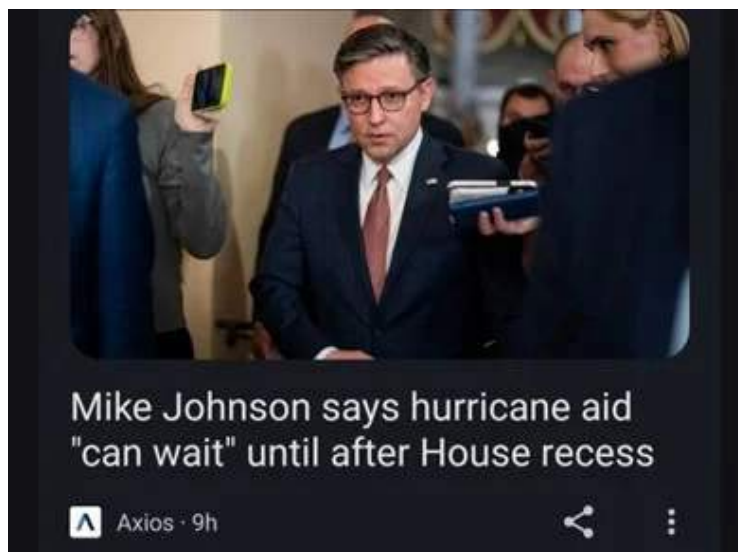 Mike Johnson says hurricane aid
"can wait" until after House recess
Axios · 9h